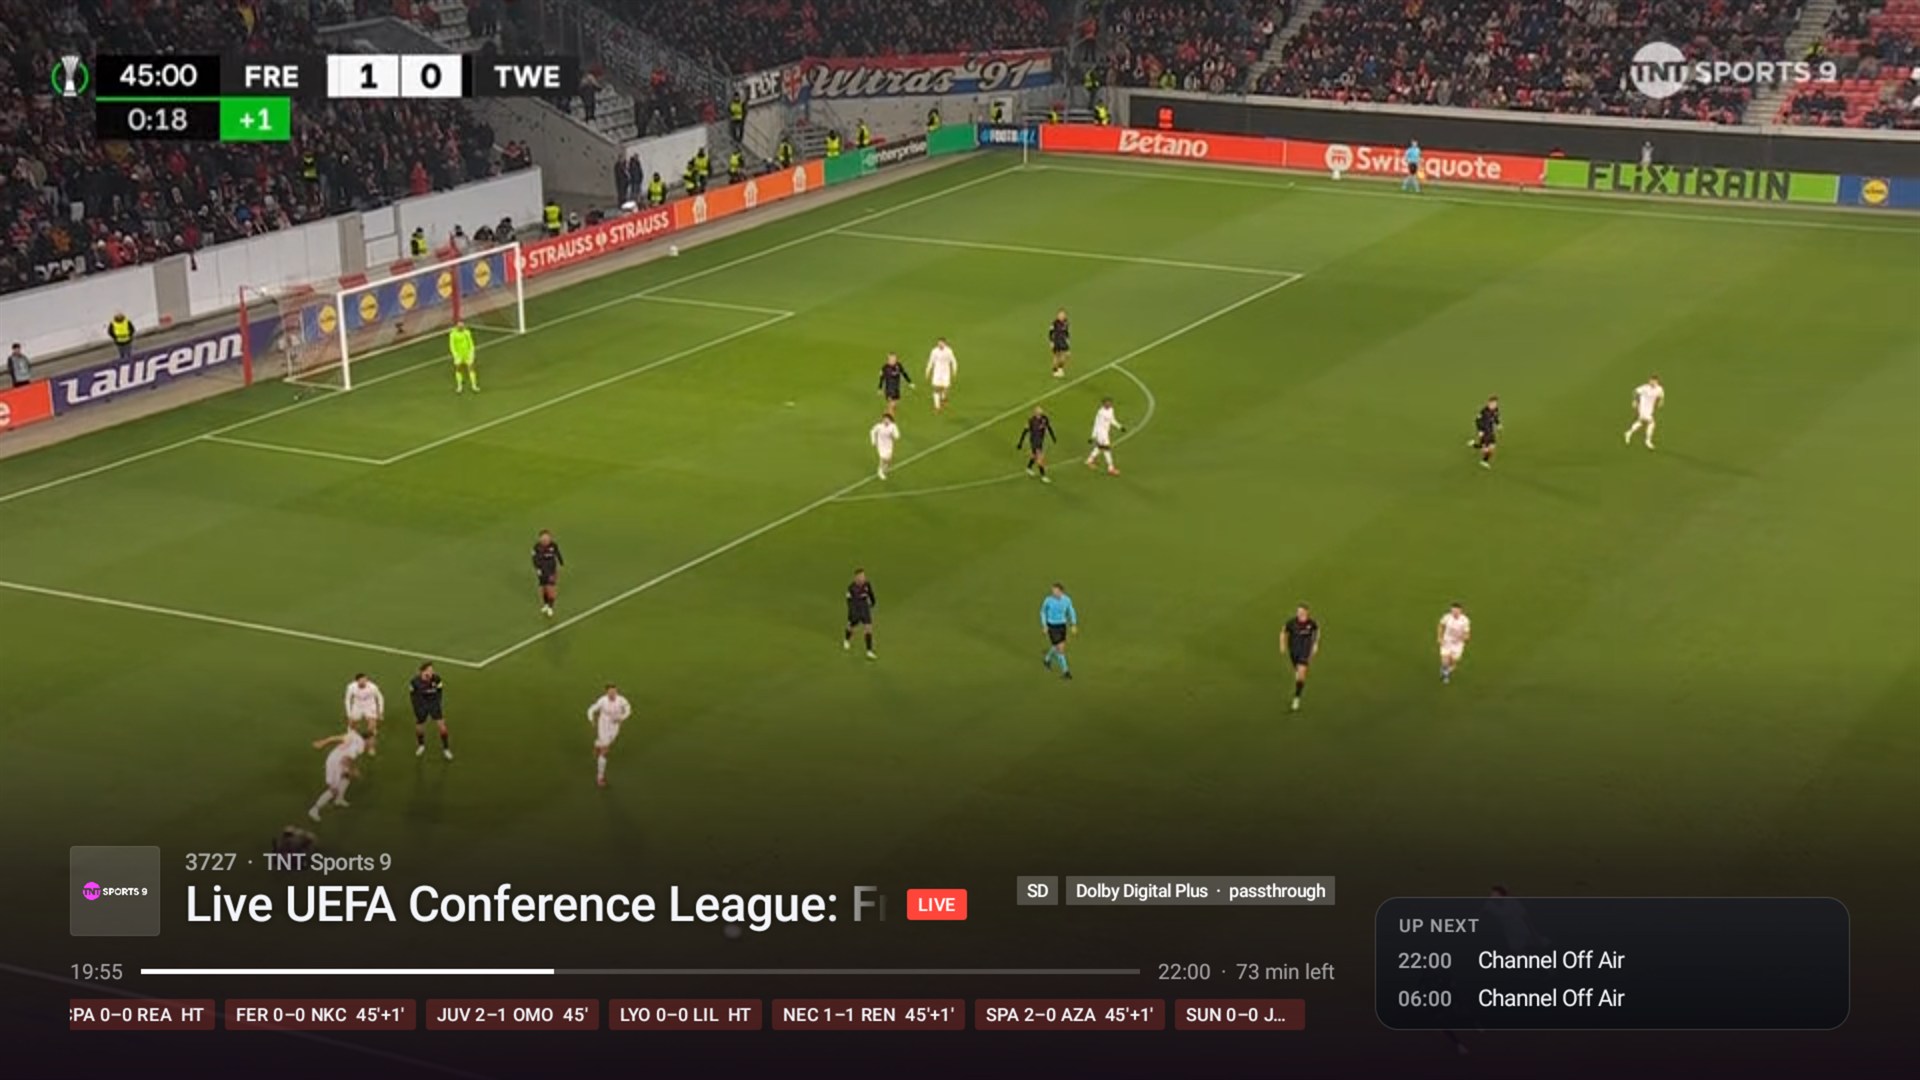 45:00 FRE 1 0 TWE
0:18 +1
TNT SPORTS 9
Ultras '91
Betano
Swissquote
FLiXTRAIN
enterprise
STRAUSS STRAUSS
Laufenn
3727 · TNT Sports 9
TNT SPORTS 9
Live UEFA Conference League: Fr
LIVE
SD
Dolby Digital Plus · passthrough
19:55
22:00 · 73 min left
PA 0–0 REA HT
FER 0–0 NKC 45'+1'
JUV 2–1 OMO 45'
LYO 0–0 LIL HT
NEC 1–1 REN 45'+1'
SPA 2–0 AZA 45'+1'
SUN 0–0 J...
UP NEXT
22:00 Channel Off Air
06:00 Channel Off Air